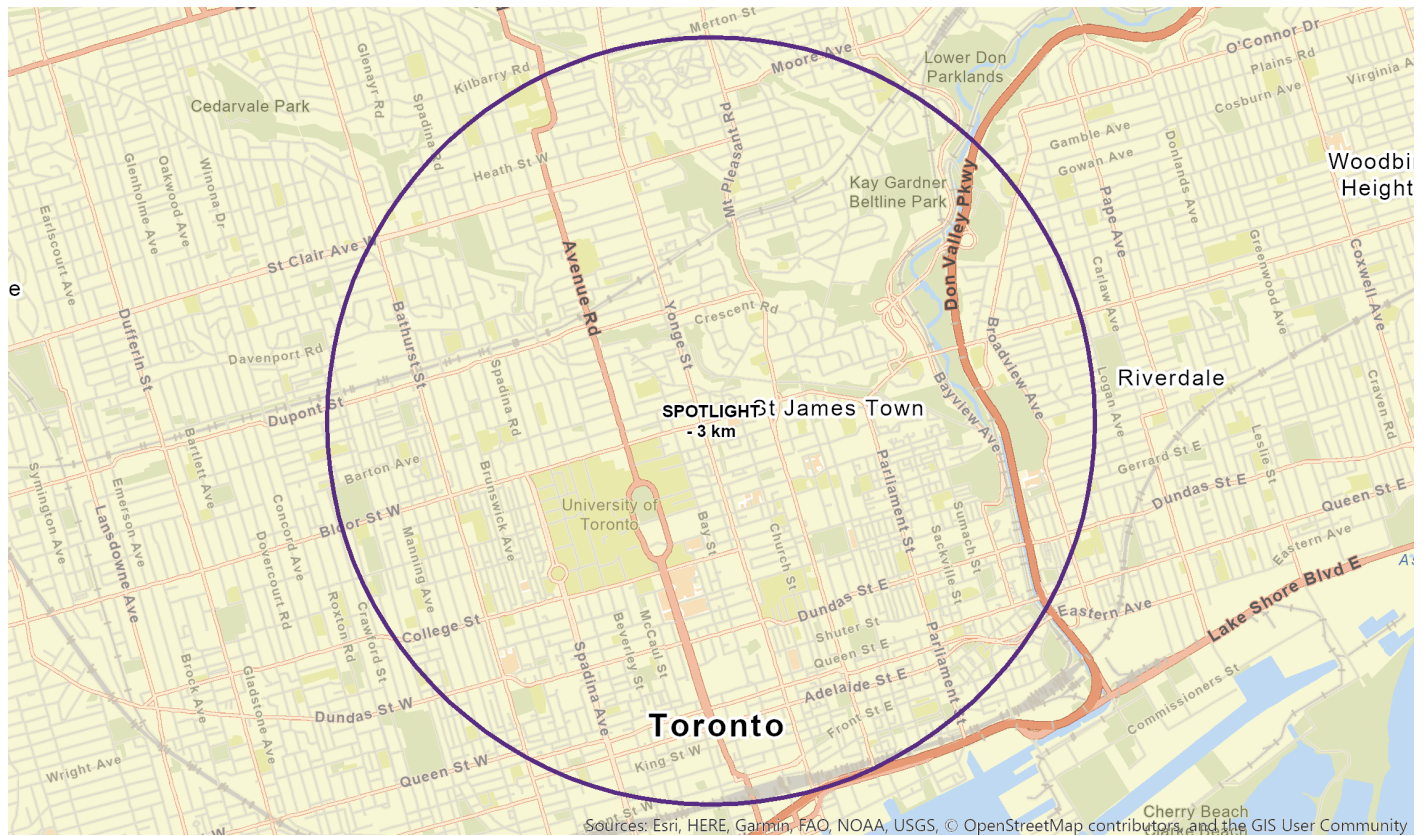 Merton St
O'Connor Dr
Moore Ave
Plains Rd
Lower Don
Parklands
Virginia A
Glenayr Rd
Kilbarry Rd
Cosburn Ave
Cedarvale Park
Spadina Rd
Mt Pleasant Rd
Gamble Ave
Donlands Ave
Gowan Ave
Woodbi
Height
Heath St W
Glenholme Ave
Oakwood Ave
Winona Dr
Kay Gardner
Beltline Park
Don Valley Pkwy
Pape Ave
Earlscourt Ave
St Clair Ave W
Avenue Rd
Greenwood Ave
Coxwell Ave
Carlaw Ave
e
Dufferin St
Bathurst St
Yonge St
Crescent Rd
Broadview Ave
Davenport Rd
Spadina Rd
Riverdale
Logan Ave
Craven Rd
Bayview Ave
SPOTLIGHT
- 3 km
St James Town
Dupont St
Bartlett Ave
Barton Ave
Brunswick Ave
Parliament St
Gerrard St E
Leslie St
Dundas St E
Queen St E
Symington Ave
Emerson Ave
Lansdowne Ave
Concord Ave
Dovercourt Rd
Bloor St W
Manning Ave
University of
Toronto
Bay St
Church St
Sumach St
Sackville St
Eastern Ave
Lake Shore Blvd E
A's
Roxton Rd
Crawford St
College St
Beverley St
McCaul St
Dundas St E
Shuter St
Queen St E
Eastern Ave
Brock Ave
Gladstone Ave
Spadina Ave
Adelaide St E
Parliament St
Commissioners St
Dundas St W
Toronto
Front St E
Wright Ave
Queen St W
King St W
Cherry Beach
Sources: Esri, HERE, Garmin, FAO, NOAA, USGS, © OpenStreetMap contributors, and the GIS User Community